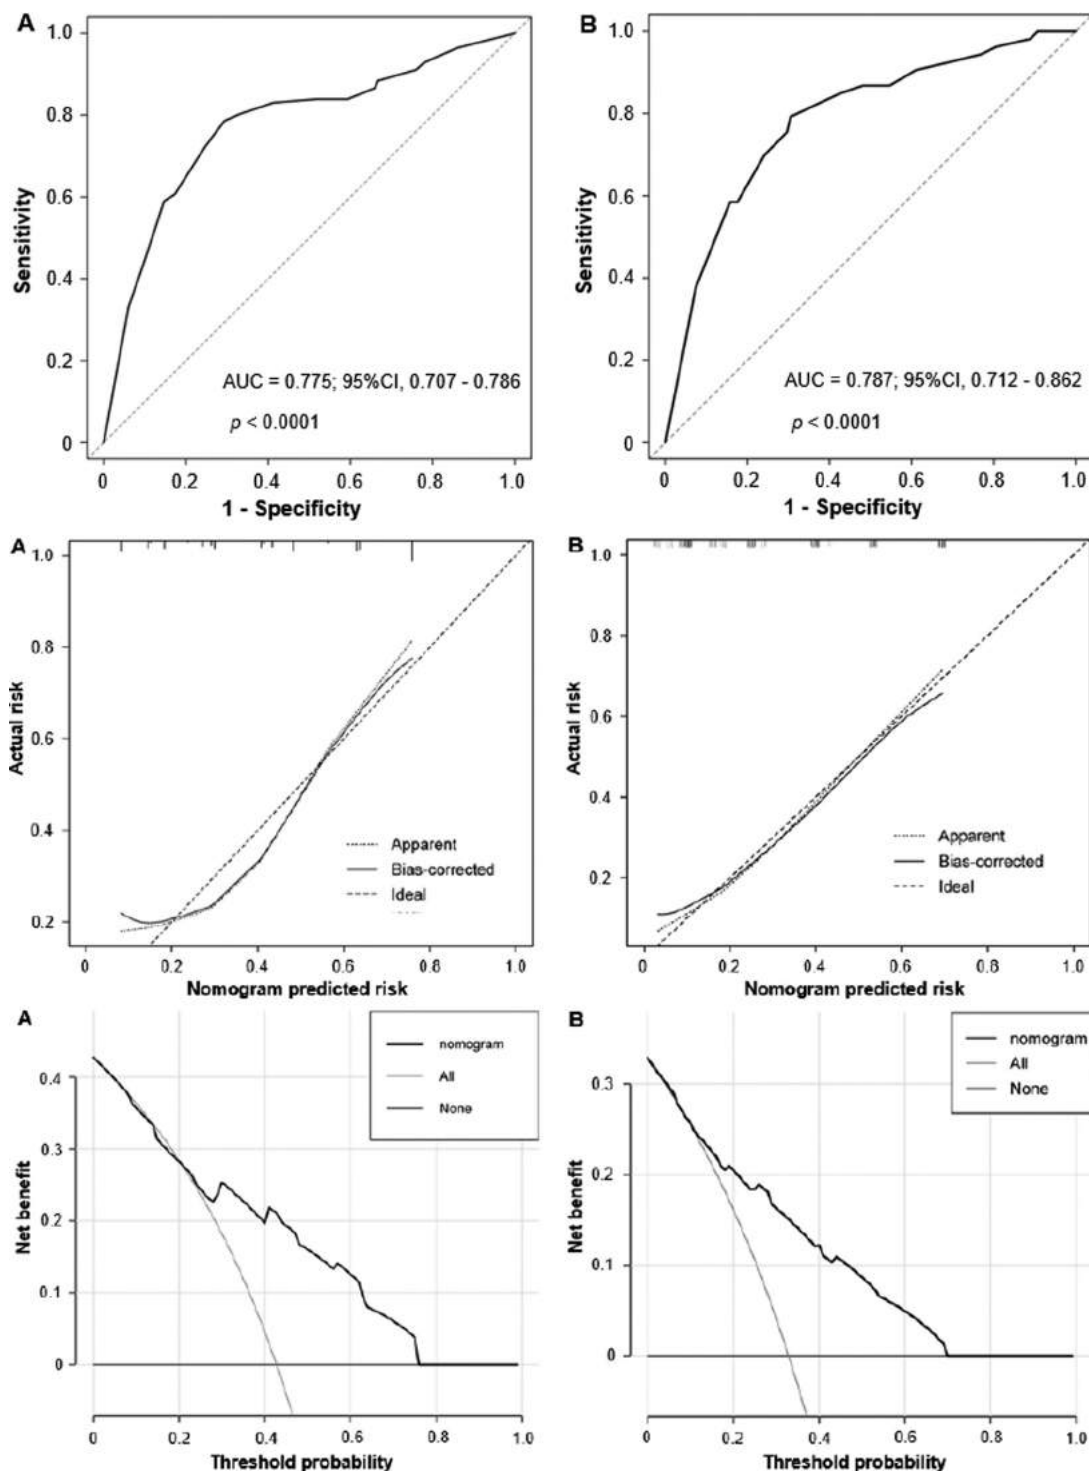 A
1.0
0.8
0.6
0.4
0.2
0
Sensitivity
AUC = 0.775; 95%CI, 0.707 - 0.786
p < 0.0001
0 0.2 0.4 0.6 0.8 1.0
1 - Specificity
B
1.0
0.8
0.6
0.4
0.2
0
Sensitivity
AUC = 0.787; 95%CI, 0.712 - 0.862
p < 0.0001
0 0.2 0.4 0.6 0.8 1.0
1 - Specificity
A
1.0
0.8
0.6
0.4
0.2
Actual risk
Apparent
Bias-corrected
Ideal
0 0.2 0.4 0.6 0.8 1.0
Nomogram predicted risk
B
1.0
0.8
0.6
0.4
0.2
Actual risk
Apparent
Bias-corrected
Ideal
0 0.2 0.4 0.6 0.8 1.0
Nomogram predicted risk
A
nomogram
All
None
0.4
0.3
0.2
0.1
0
Net benefit
0 0.2 0.4 0.6 0.8 1.0
Threshold probability
B
nomogram
All
None
0.3
0.2
0.1
0
Net benefit
0 0.2 0.4 0.6 0.8 1.0
Threshold probability